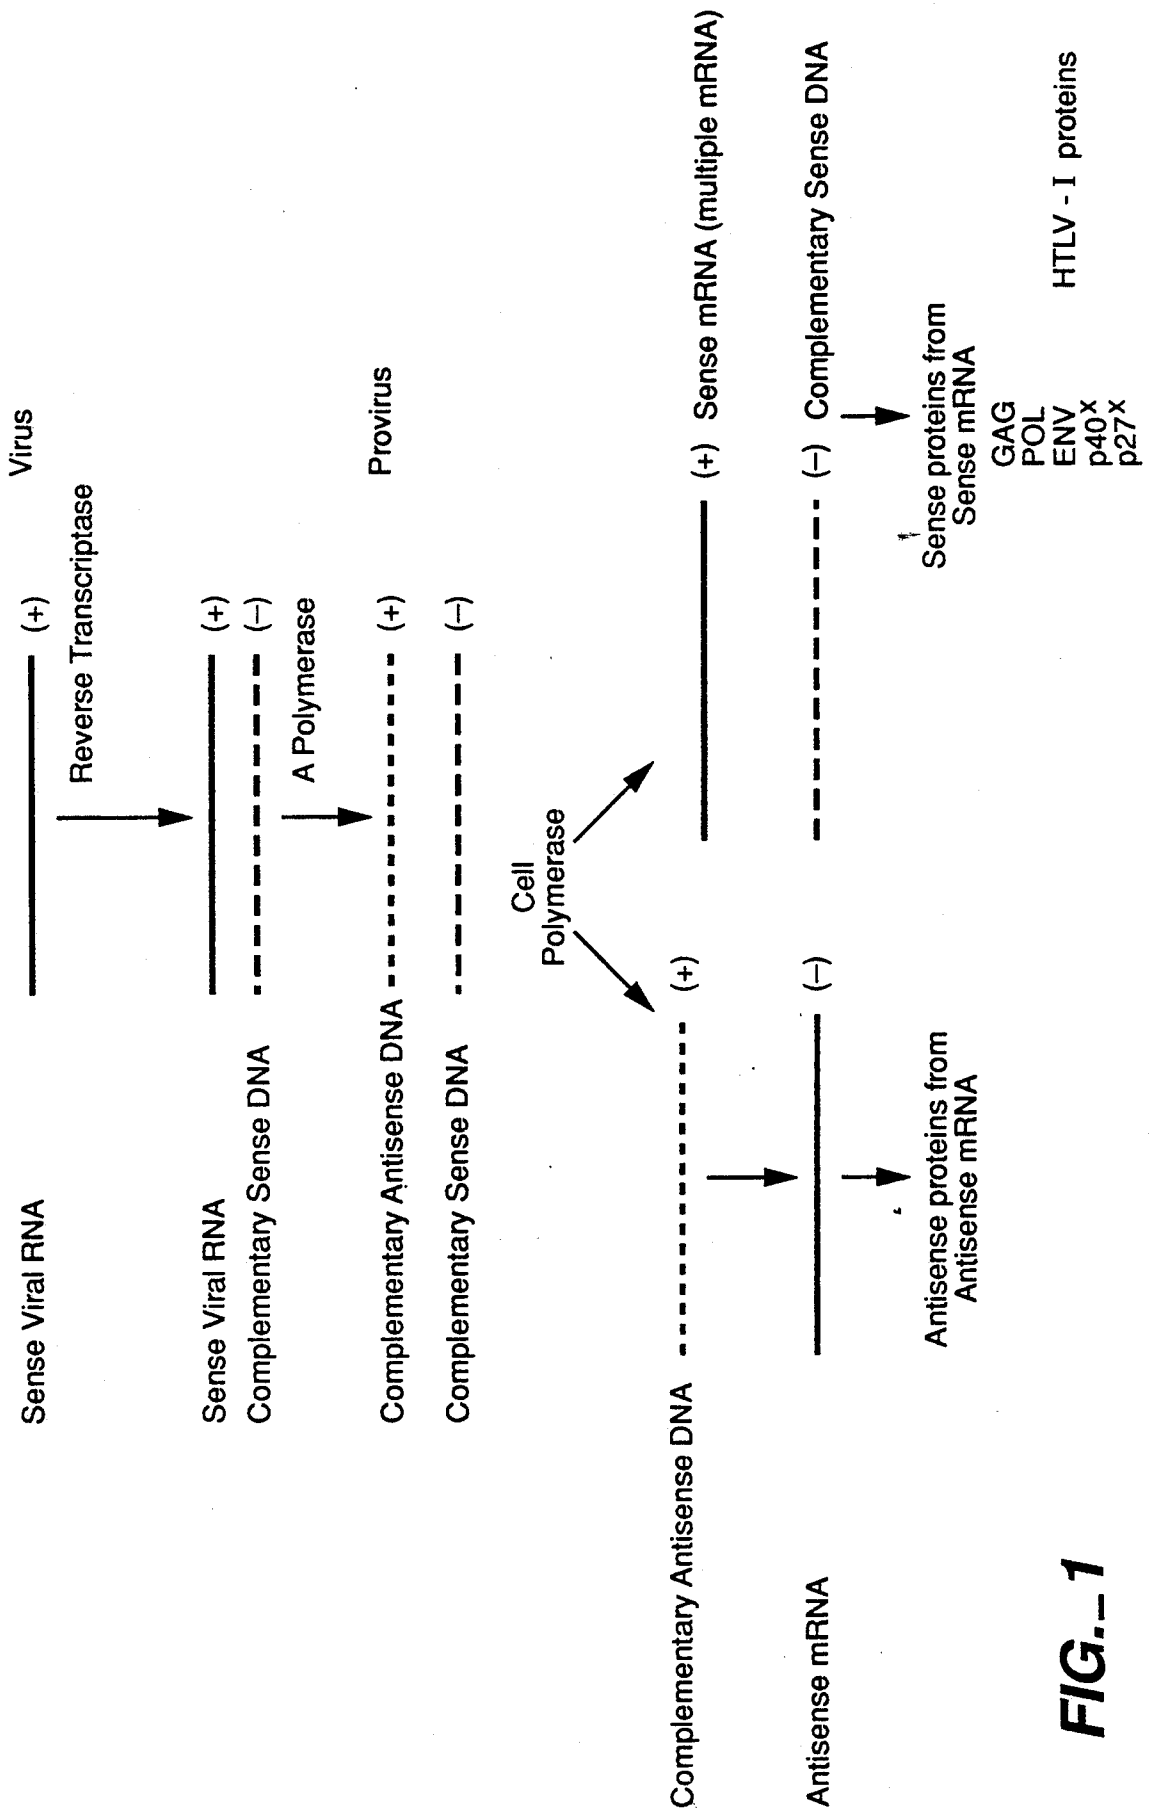 Sense Viral RNA (+) Virus
Reverse Transcriptase
Sense Viral RNA (+)
Complementary Sense DNA (−)
A Polymerase
Complementary Antisense DNA (+) Provirus
Complementary Sense DNA (−)
Cell
Polymerase
Complementary Antisense DNA (+)
(+) Sense mRNA (multiple mRNA)
Antisense mRNA (−)
(−) Complementary Sense DNA
Antisense proteins from
Antisense mRNA
Sense proteins from
Sense mRNA
GAG
POL
ENV HTLV - I proteins
p40ˣ
p27ˣ
FIG._1